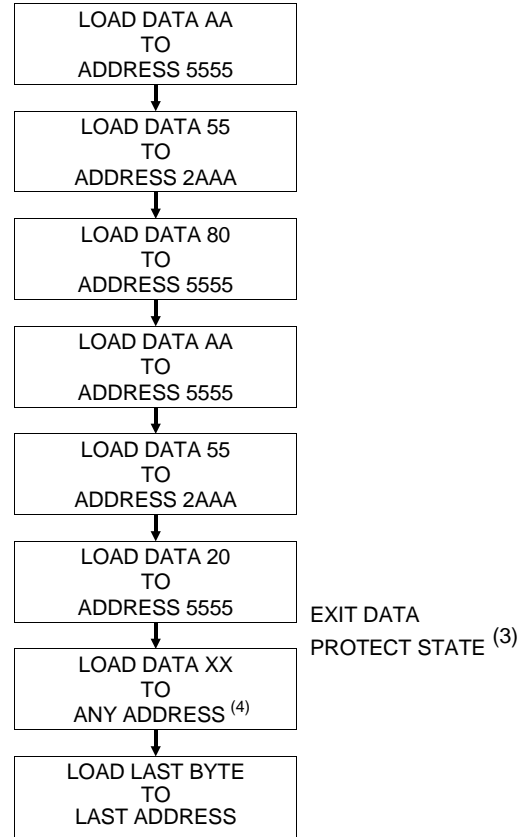 LOAD DATA AA
TO
ADDRESS 5555
LOAD DATA 55
TO
ADDRESS 2AAA
LOAD DATA 80
TO
ADDRESS 5555
LOAD DATA AA
TO
ADDRESS 5555
LOAD DATA 55
TO
ADDRESS 2AAA
LOAD DATA 20
TO
ADDRESS 5555
EXIT DATA
PROTECT STATE (3)
LOAD DATA XX
TO
ANY ADDRESS (4)
LOAD LAST BYTE
TO
LAST ADDRESS